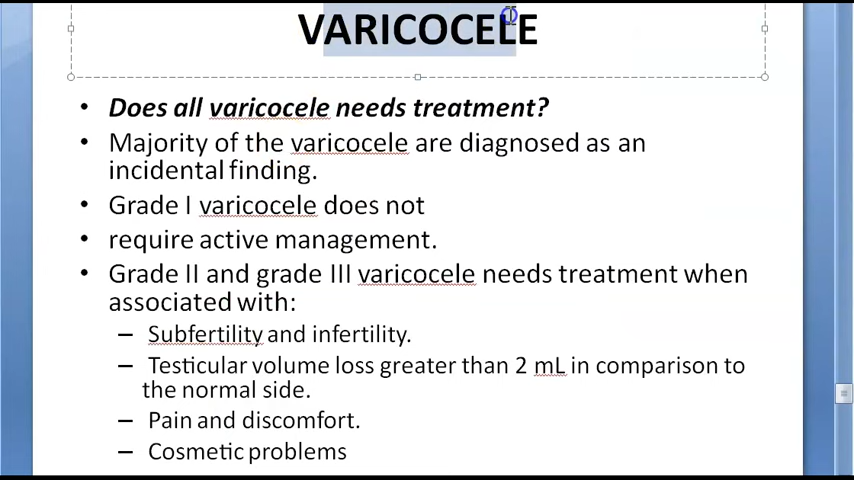 VARICOCELE
• Does all varicocele needs treatment?
• Majority of the varicocele are diagnosed as an
incidental finding.
• Grade I varicocele does not
• require active management.
• Grade II and grade III varicocele needs treatment when
associated with:
– Subfertility and infertility.
– Testicular volume loss greater than 2 mL in comparison to
the normal side.
– Pain and discomfort.
– Cosmetic problems